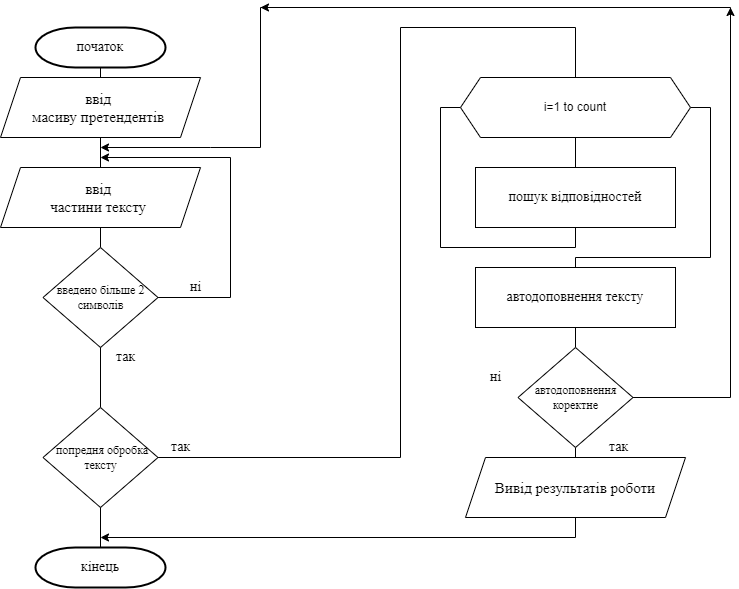 початок
ввід
масиву претендентів
ввід
частини тексту
введено більше 2
символів
ні
так
попредня обробка
тексту
так
кінець
i=1 to count
пошук відповідностей
автодоповнення тексту
ні
автодоповнення
коректне
так
Вивід результатів роботи